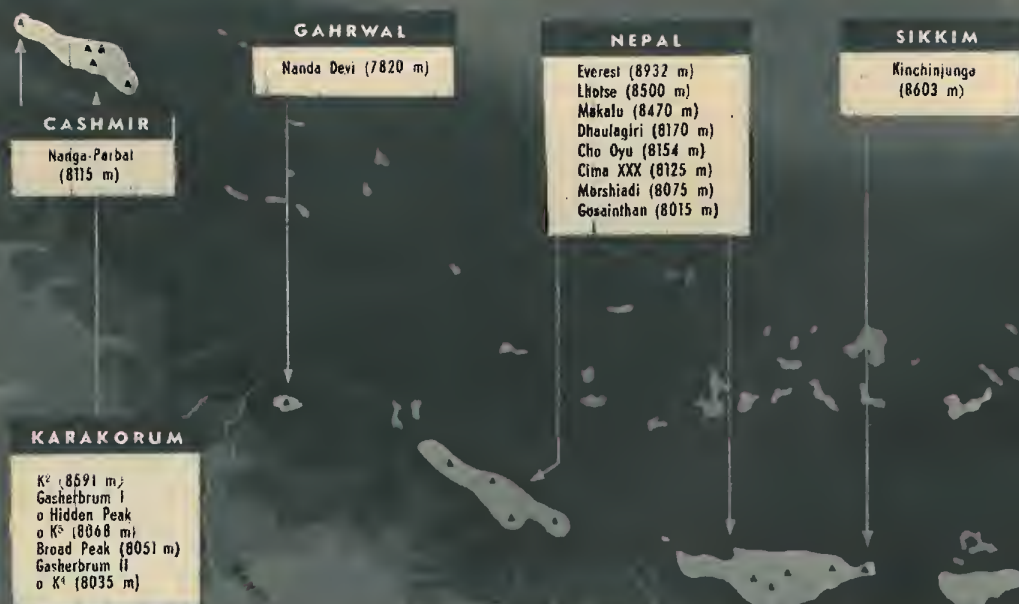 CASHMIR
Nanga-Parbat
(8115 m)
GAHRWAL
Nanda Devi (7820 m)
NEPAL
Everest (8932 m)
Lhotse (8500 m)
Makalu (8470 m)
Dhaulagiri (8170 m)
Cho Oyu (8154 m)
Cima XXX (8125 m)
Morshiadi (8075 m)
Gosainthan (8015 m)
SIKKIM
Kinchinjunga
(8603 m)
KARAKORUM
K² (8591 m)
Gasherbrum I
o Hidden Peak
o K⁵ (8068 m)
Broad Peak (8051 m)
Gasherbrum II
o K⁴ (8035 m)